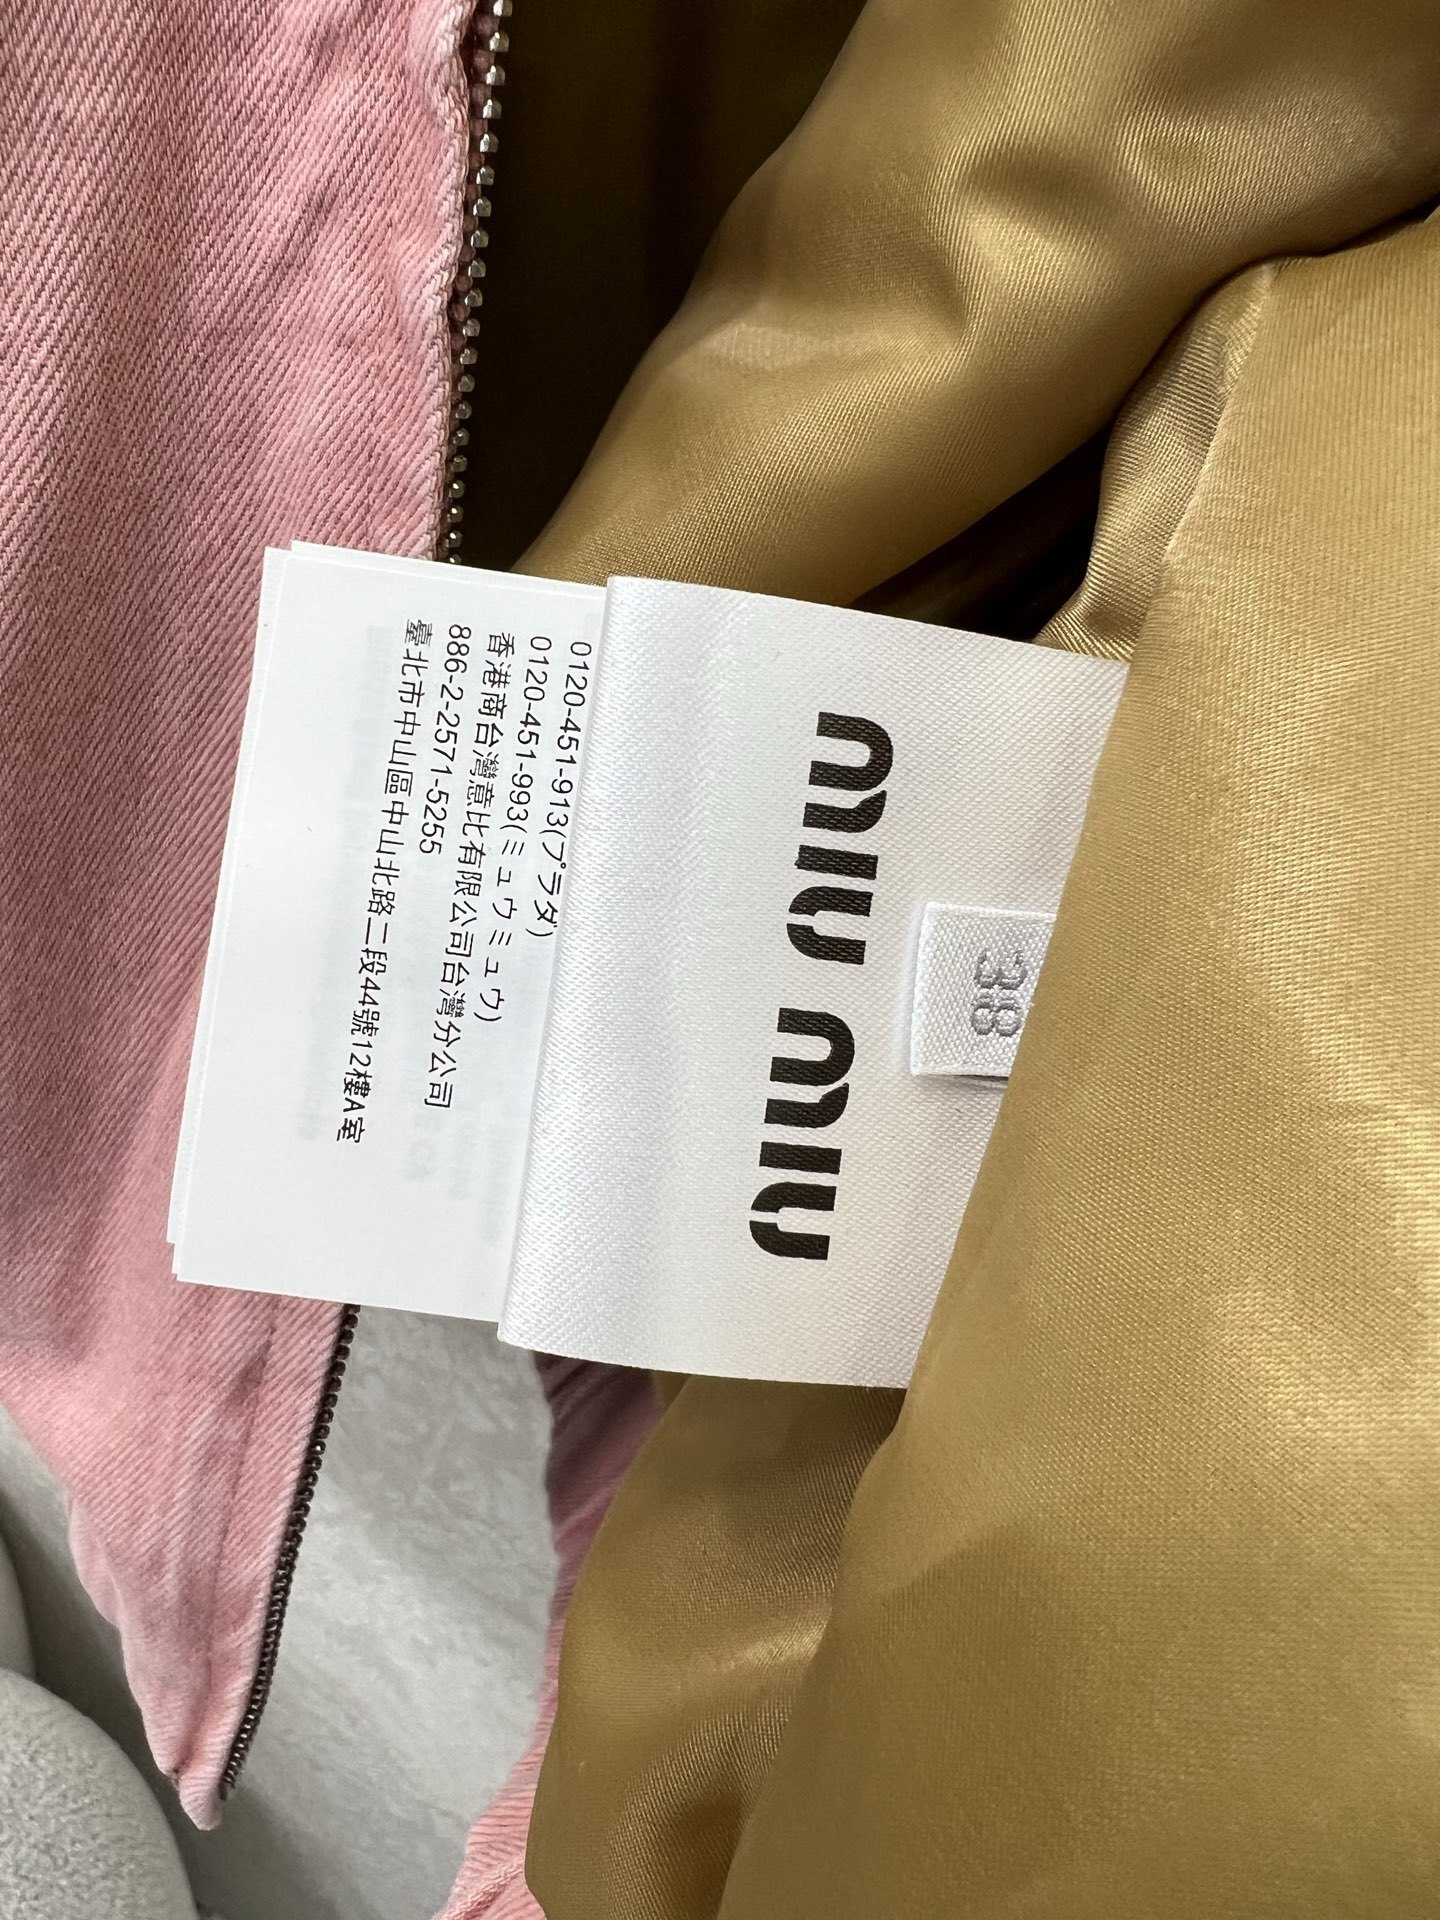 0120-451-913(プラダ)
0120-451-993(ミュウミュウ)
香港商台灣意比有限公司台灣分公司
886-2-2571-5255
臺北市中山區中山北路二段44號12樓A室
miu miu
38